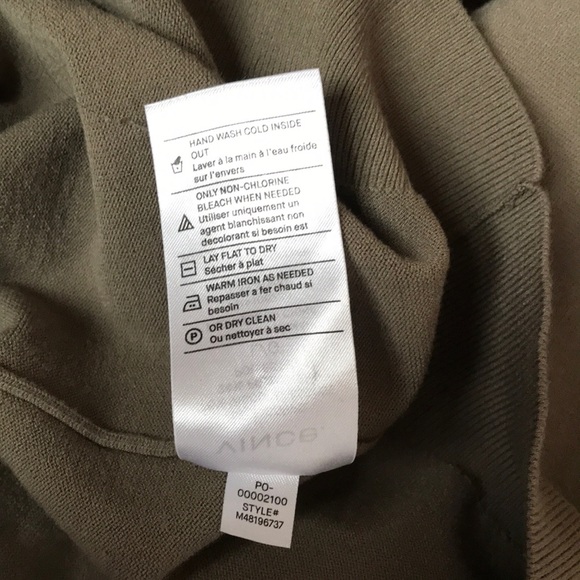 HAND WASH COLD INSIDE
OUT
Laver à la main à l'eau froide
sur l'envers
ONLY NON-CHLORINE
BLEACH WHEN NEEDED
Utiliser uniquement un
agent blanchissant non
decolorant si besoin est
LAY FLAT TO DRY
Sécher à plat
WARM IRON AS NEEDED
Repasser a fer chaud si
besoin
P OR DRY CLEAN
Ou nettoyer à sec
VINCE.
PO-
00002100
STYLE#
M48196737